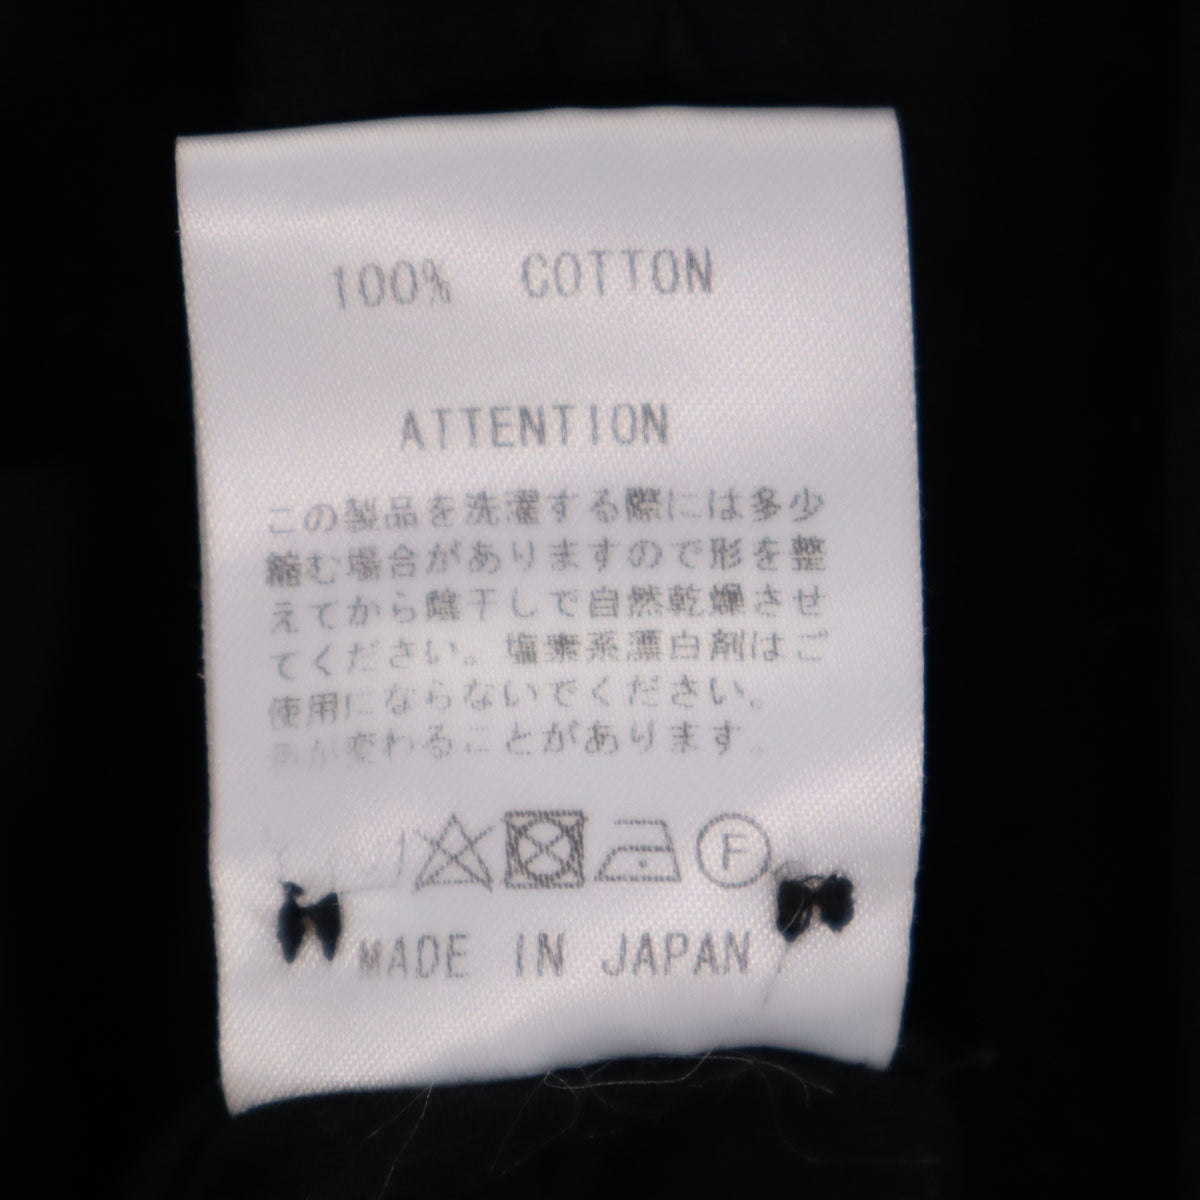 100% COTTON
ATTENTION
この製品を洗濯する際には多少
縮む場合がありますので形を整
えてから陰干しで自然乾燥させ
てください。塩素系漂白剤はご
使用にならないでください。
色が変わることがあります。
F
MADE IN JAPAN